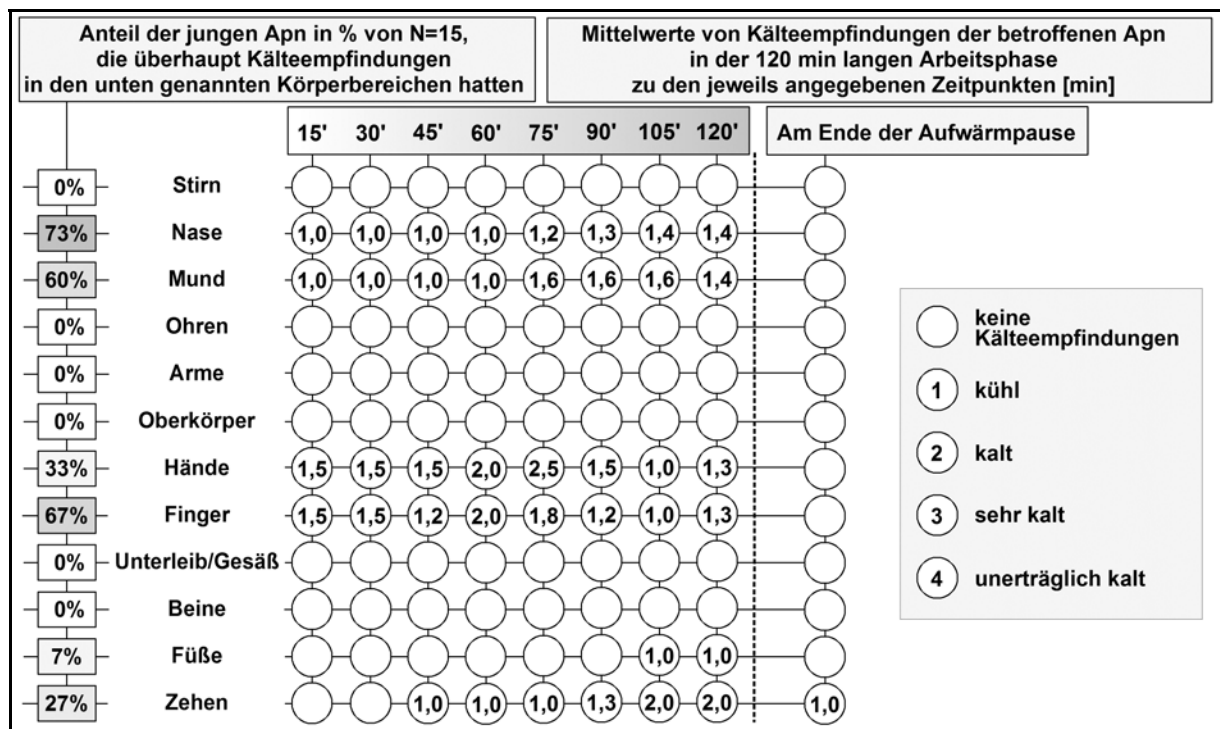 Anteil der jungen Apn in % von N=15,
die überhaupt Kälteempfindungen
in den unten genannten Körperbereichen hatten
Mittelwerte von Kälteempfindungen der betroffenen Apn
in der 120 min langen Arbeitsphase
zu den jeweils angegebenen Zeitpunkten [min]
15' 30' 45' 60' 75' 90' 105' 120' Am Ende der Aufwärmpause
0% Stirn
73% Nase 1,0 1,0 1,0 1,0 1,2 1,3 1,4 1,4
60% Mund 1,0 1,0 1,0 1,0 1,6 1,6 1,6 1,4
0% Ohren
0% Arme
0% Oberkörper
33% Hände 1,5 1,5 1,5 2,0 2,5 1,5 1,0 1,3
67% Finger 1,5 1,5 1,2 2,0 1,8 1,2 1,0 1,3
0% Unterleib/Gesäß
0% Beine
7% Füße 1,0 1,0
27% Zehen 1,0 1,0 1,0 1,3 2,0 2,0 1,0
keine
Kälteempfindungen
1 kühl
2 kalt
3 sehr kalt
4 unerträglich kalt